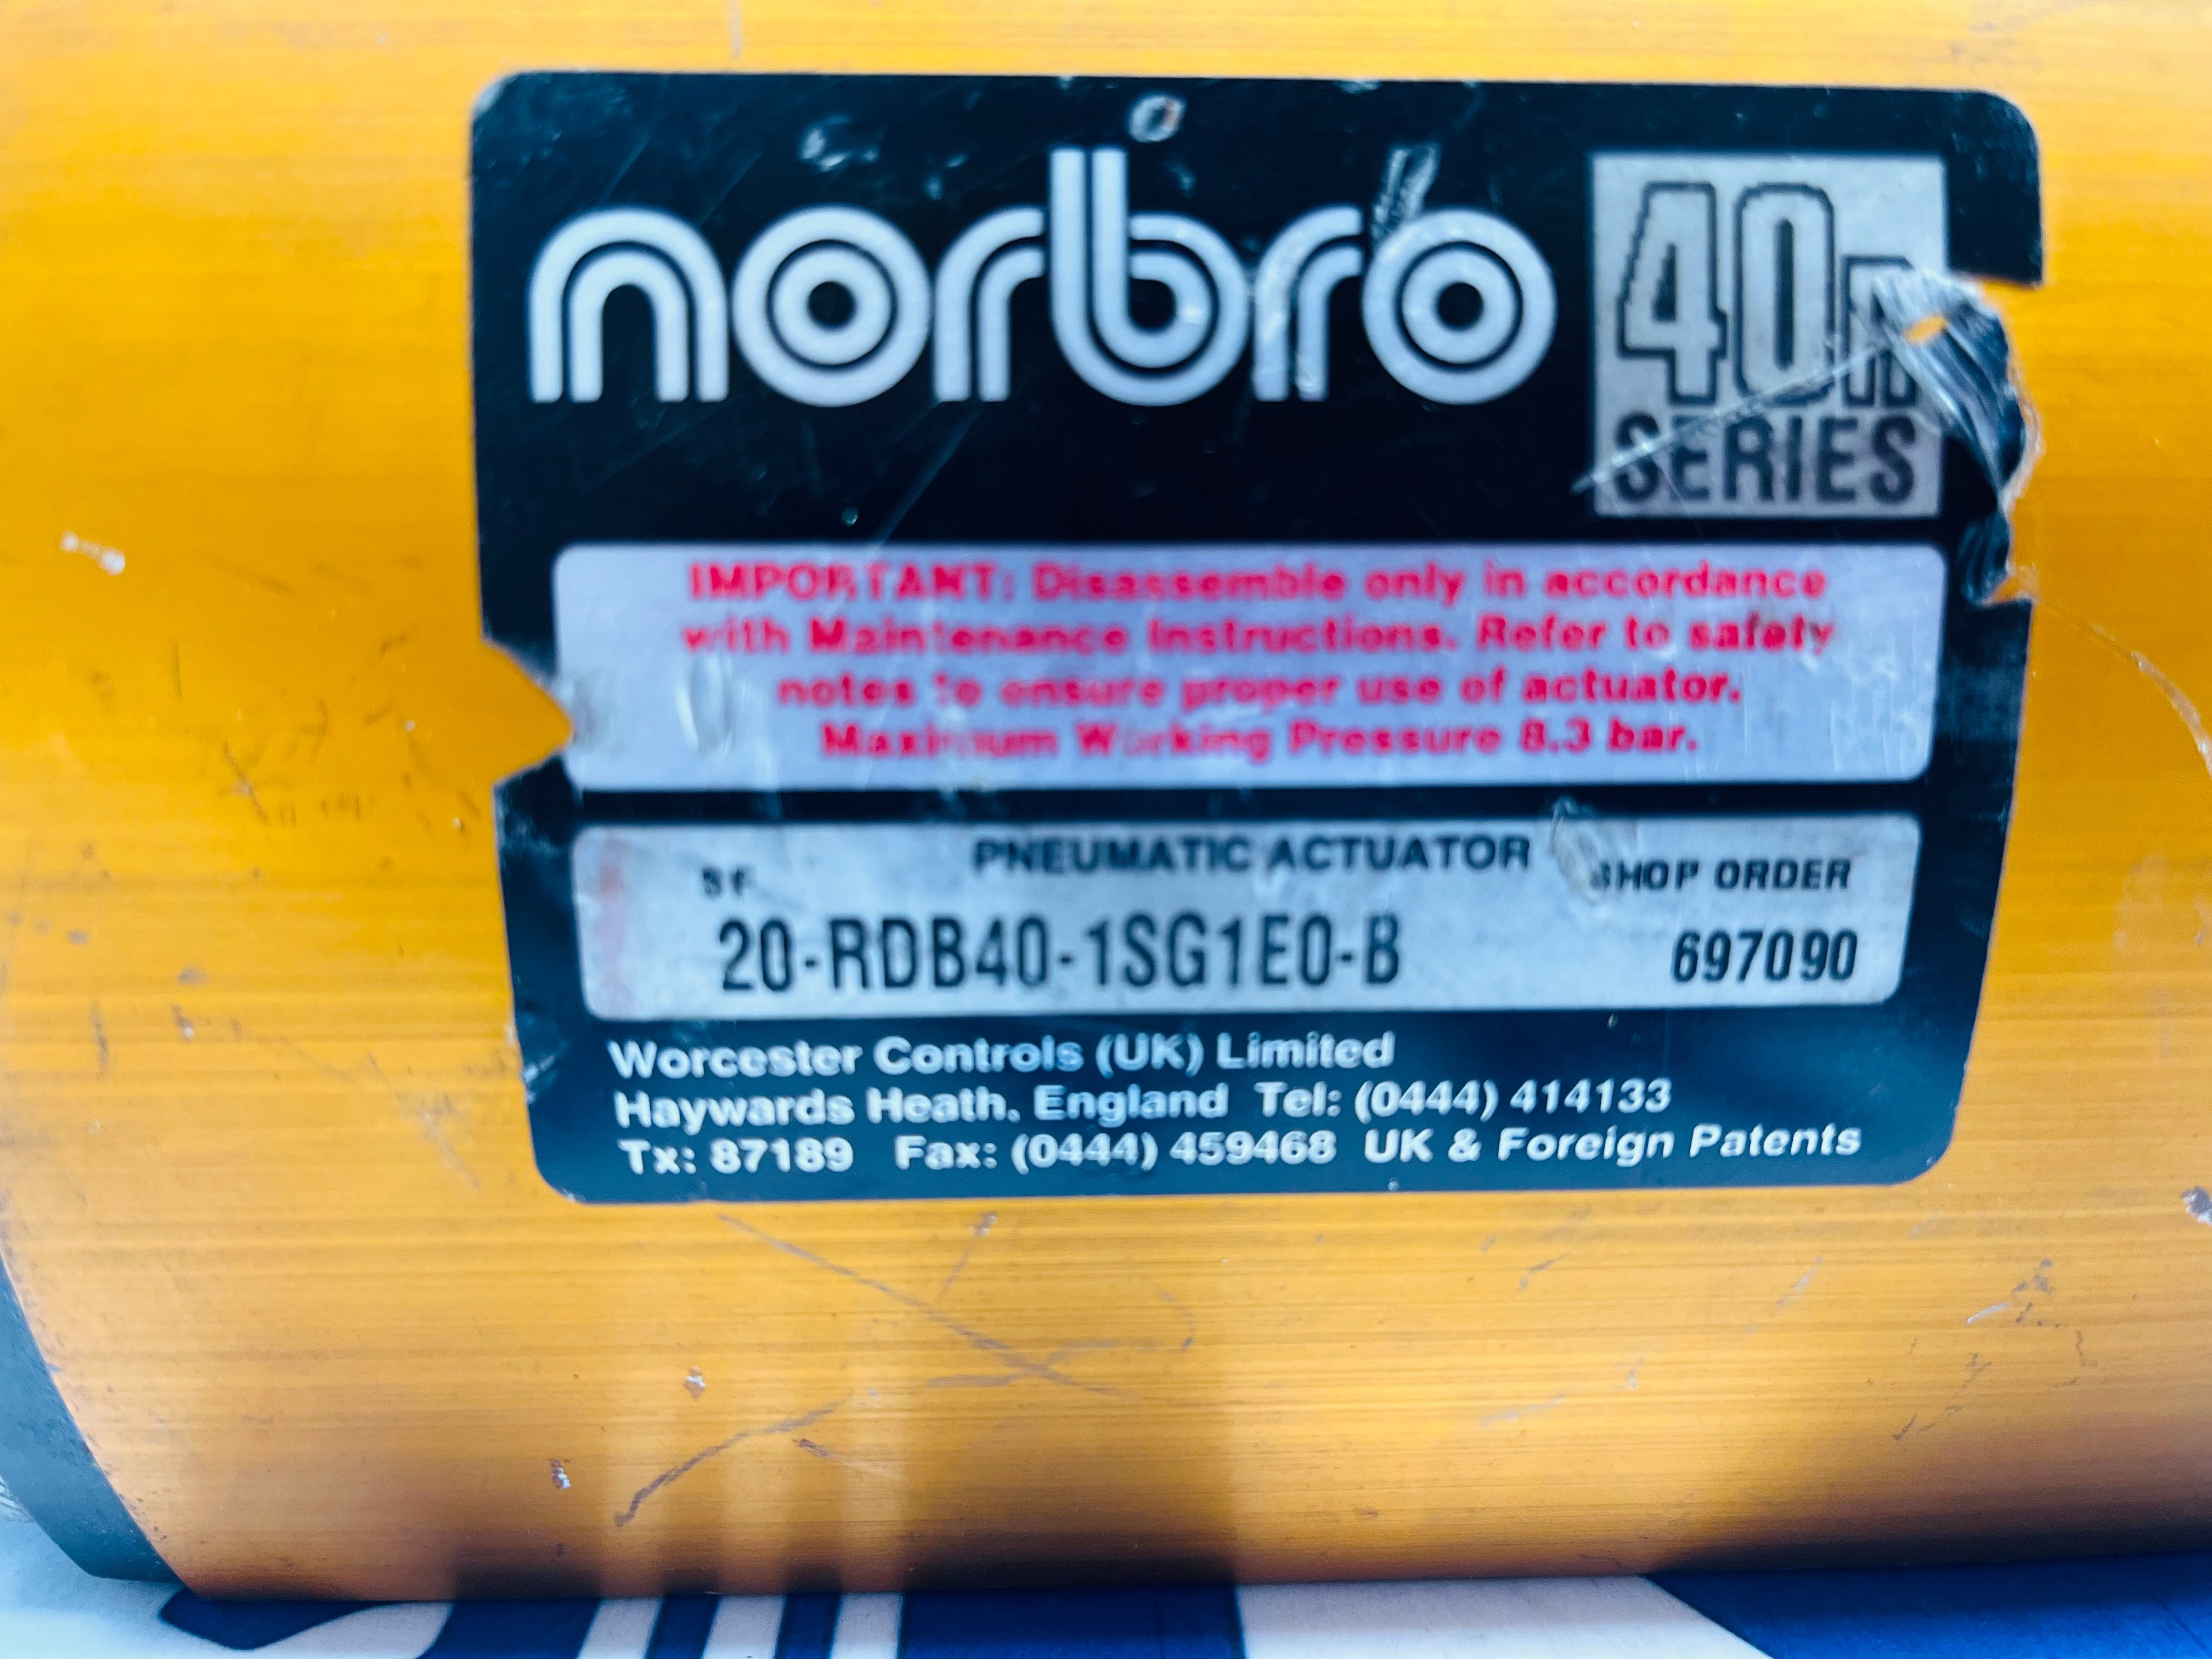 norbro
40R
SERIES
IMPORTANT: Disassemble only in accordance
with Maintenance Instructions. Refer to safety
notes to ensure proper use of actuator.
Maximum Working Pressure 8.3 bar.
PNEUMATIC ACTUATOR
SHOP ORDER
20-RDB40-1SG1E0-B
697090
Worcester Controls (UK) Limited
Haywards Heath. England Tel: (0444) 414133
Tx: 87189 Fax: (0444) 459468 UK & Foreign Patents